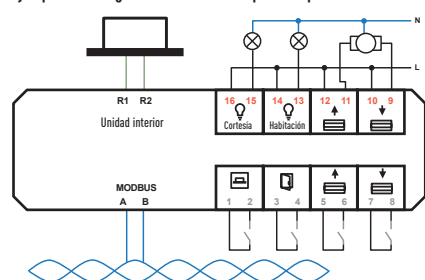 N
L
R1 R2
16 15 14 13 12 11 10 9
Unidad interior
Cortesía Habitación
MODBUS
A B
1 2 3 4 5 6 7 8